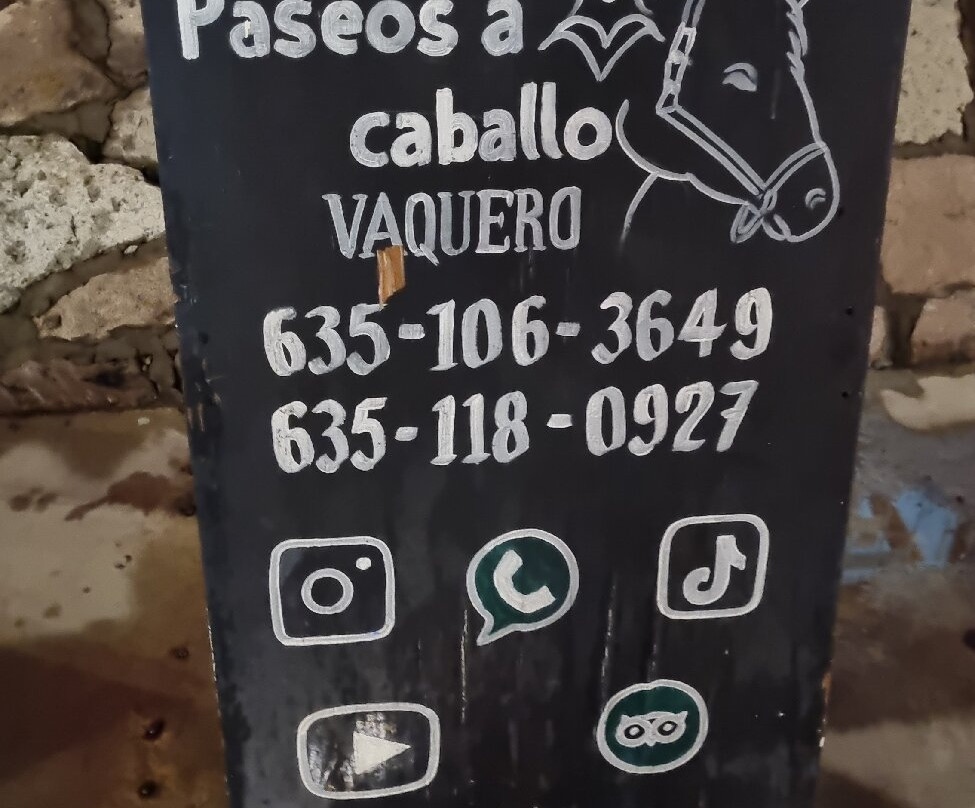 Paseos a
caballo
VAQUERO
635-106-3649
635-118-0927